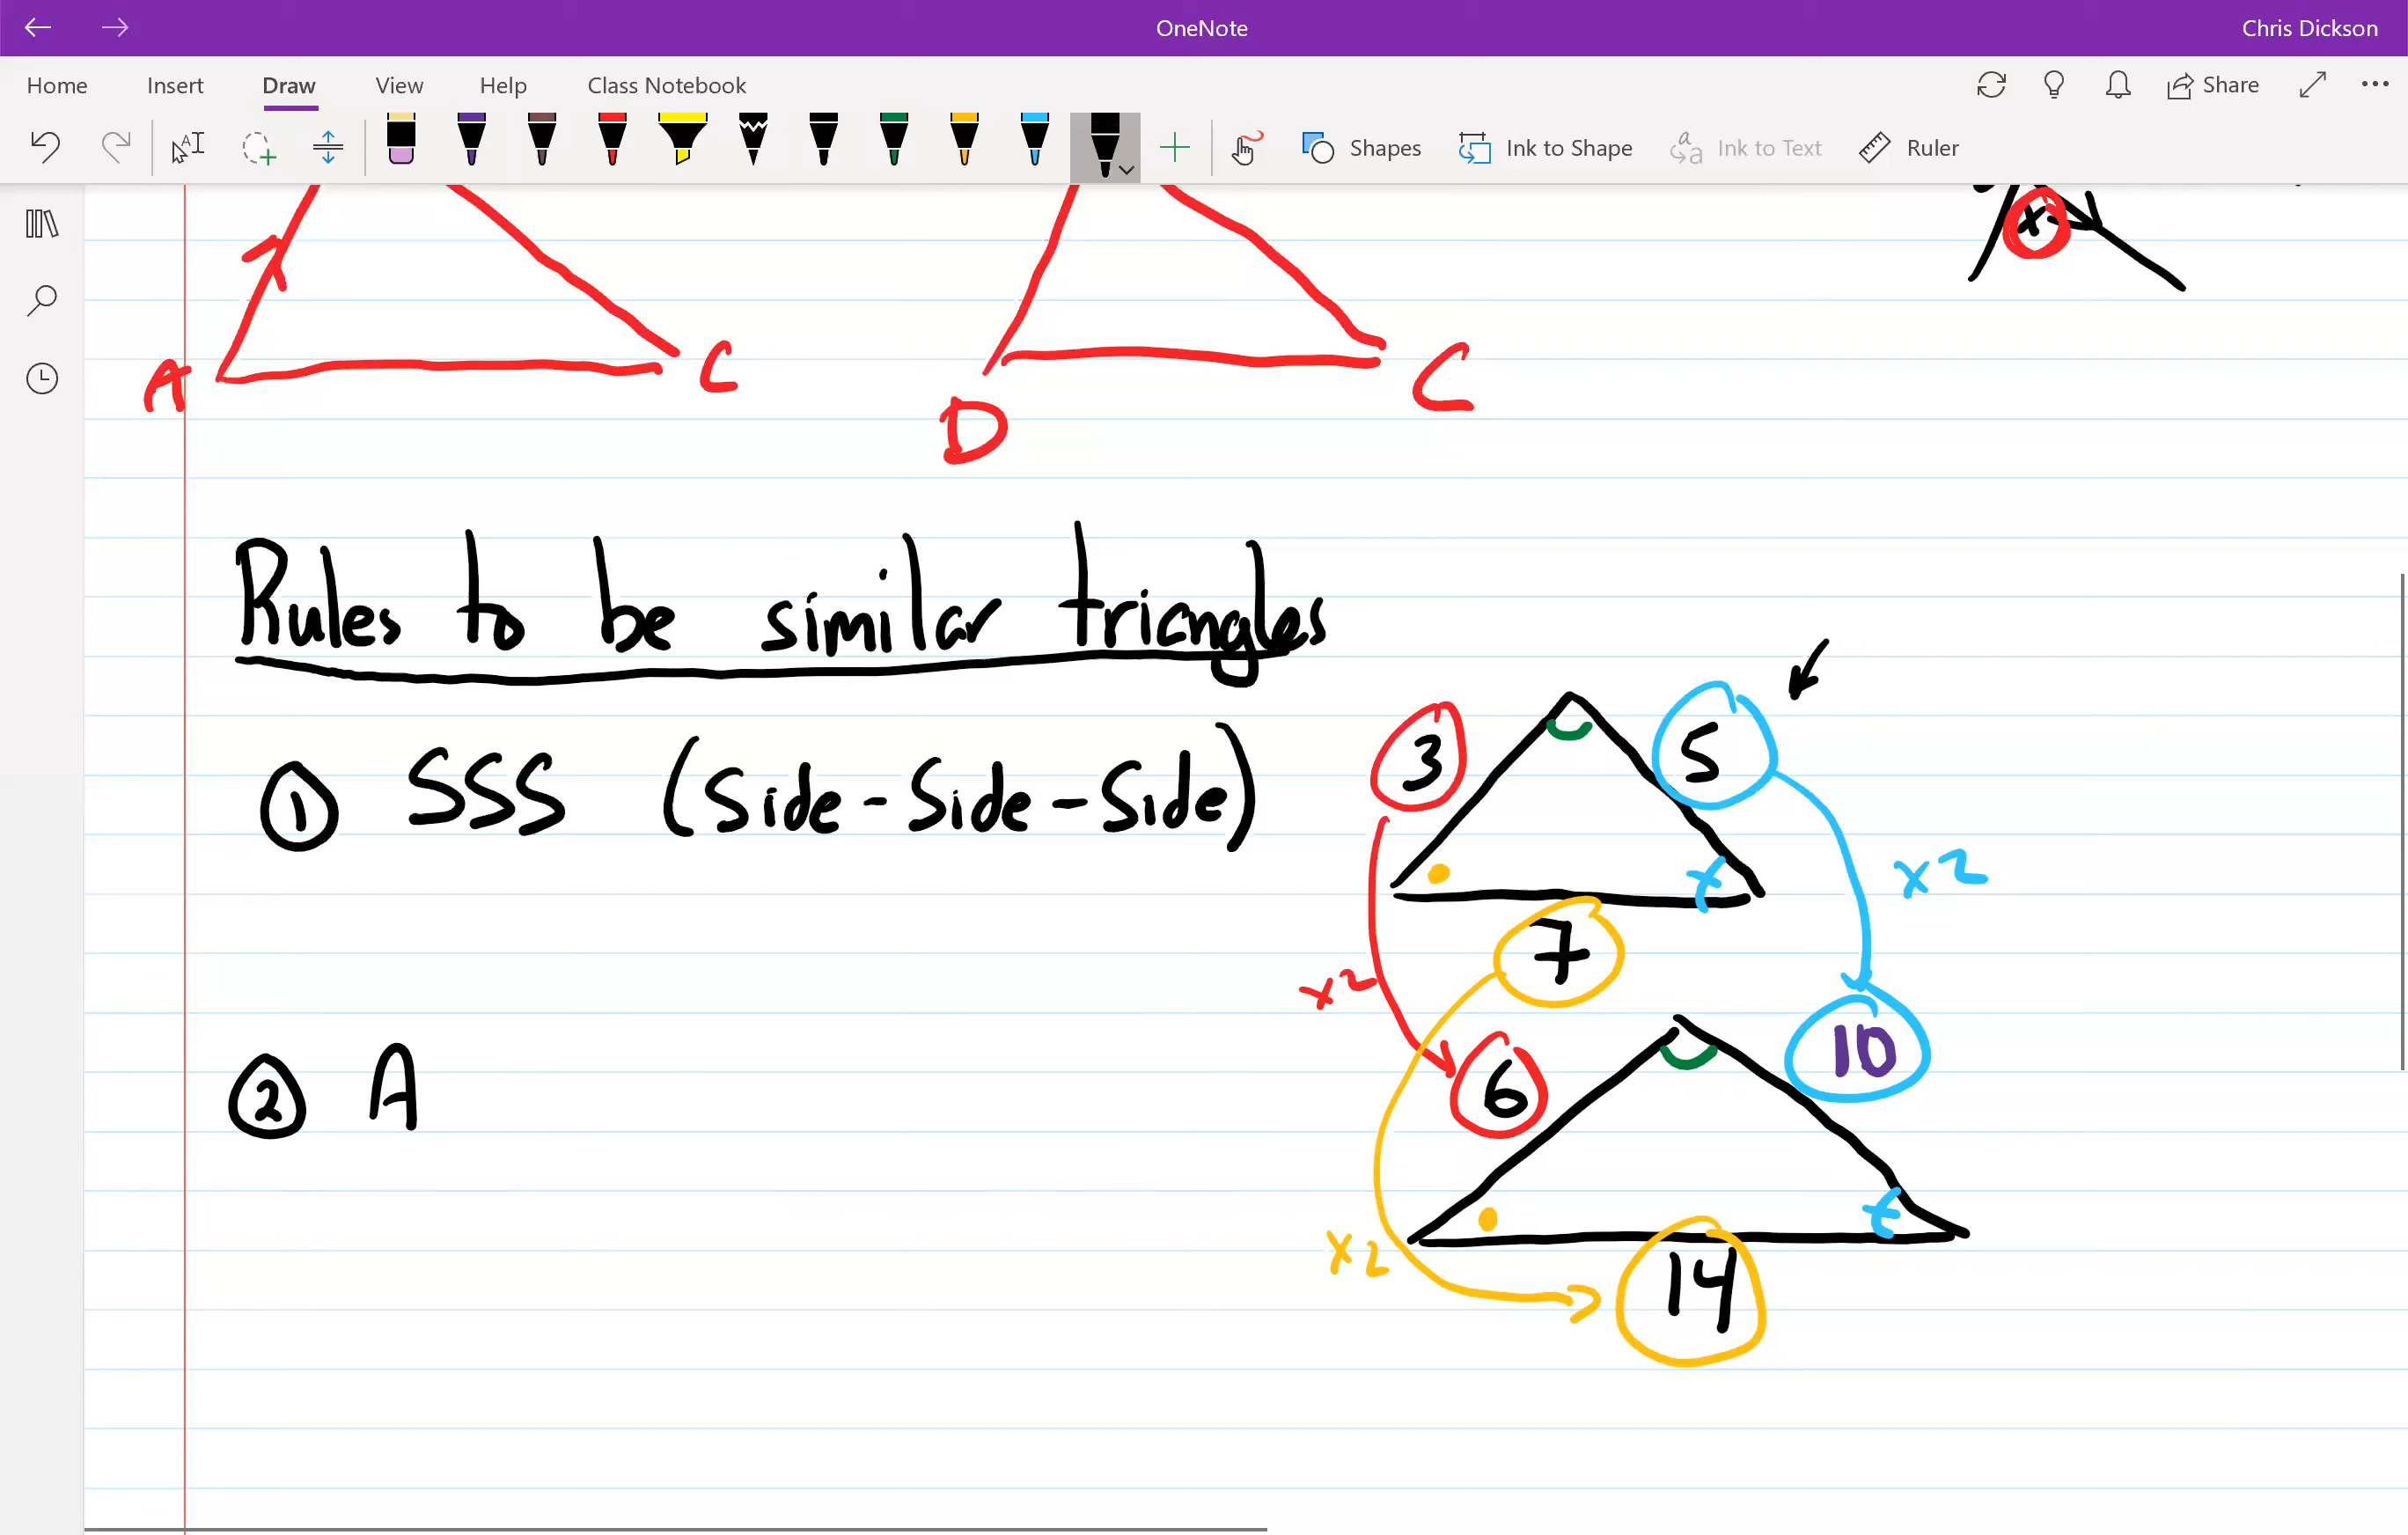 OneNote
Chris Dickson
Home Insert Draw View Help Class Notebook Share
Shapes Ink to Shape Ink to Text Ruler
x
A C D C
Rules to be similar triangles
① SSS (Side-Side-Side)
3 5
x2
7
x2
② A
6 10
x2
14